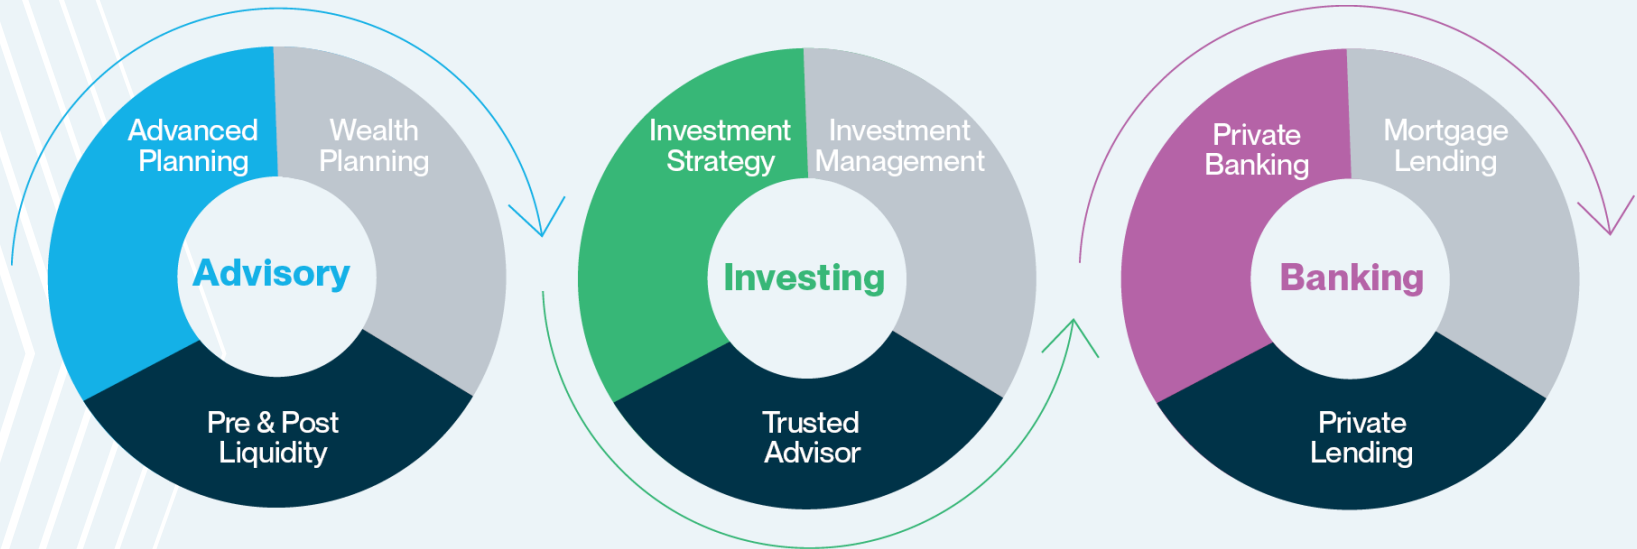 Advanced
Planning
Wealth
Planning
Advisory
Pre & Post
Liquidity
Investment
Strategy
Investment
Management
Investing
Trusted
Advisor
Private
Banking
Mortgage
Lending
Banking
Private
Lending